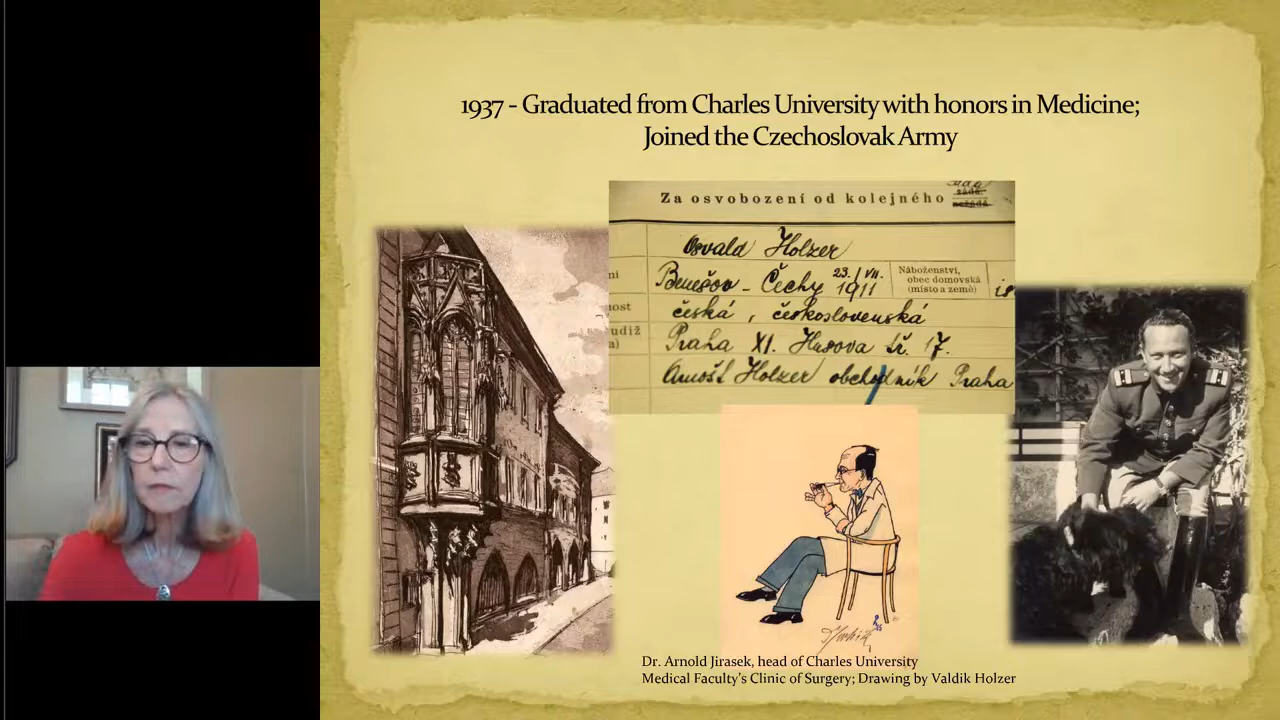 1937 - Graduated from Charles University with honors in Medicine;
Joined the Czechoslovak Army
Za osvobození od kolejného
Osvald Holzer
Benešov - Čechy 23./VII. 1911
Náboženství,
obec domovská
(místo a země)
česká, československá
Praha XI. Husova tř. 17.
Arnošt Holzer obchodník Praha
Dr. Arnold Jirasek, head of Charles University
Medical Faculty's Clinic of Surgery; Drawing by Valdik Holzer